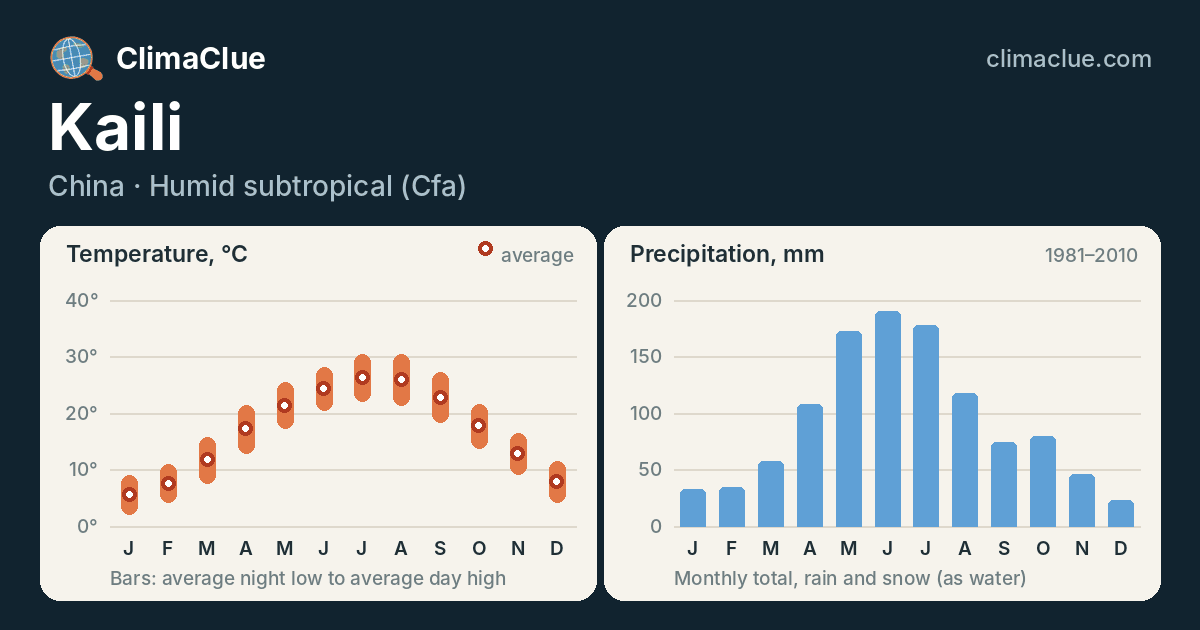 ClimaClue
climaclue.com
Kaili
China · Humid subtropical (Cfa)
Temperature, °C
average
40°
30°
20°
10°
0°
J F M A M J J A S O N D
Bars: average night low to average day high
Precipitation, mm
1981–2010
200
150
100
50
0
J F M A M J J A S O N D
Monthly total, rain and snow (as water)